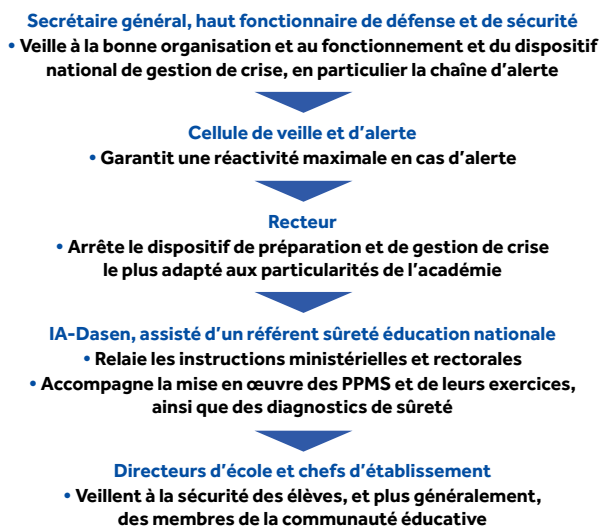 Secrétaire général, haut fonctionnaire de défense et de sécurité
• Veille à la bonne organisation et au fonctionnement et du dispositif
national de gestion de crise, en particulier la chaîne d’alerte
Cellule de veille et d’alerte
• Garantit une réactivité maximale en cas d’alerte
Recteur
• Arrête le dispositif de préparation et de gestion de crise
le plus adapté aux particularités de l’académie
IA-Dasen, assisté d’un référent sûreté éducation nationale
• Relaie les instructions ministérielles et rectorales
• Accompagne la mise en œuvre des PPMS et de leurs exercices,
ainsi que des diagnostics de sûreté
Directeurs d’école et chefs d’établissement
• Veillent à la sécurité des élèves, et plus généralement,
des membres de la communauté éducative